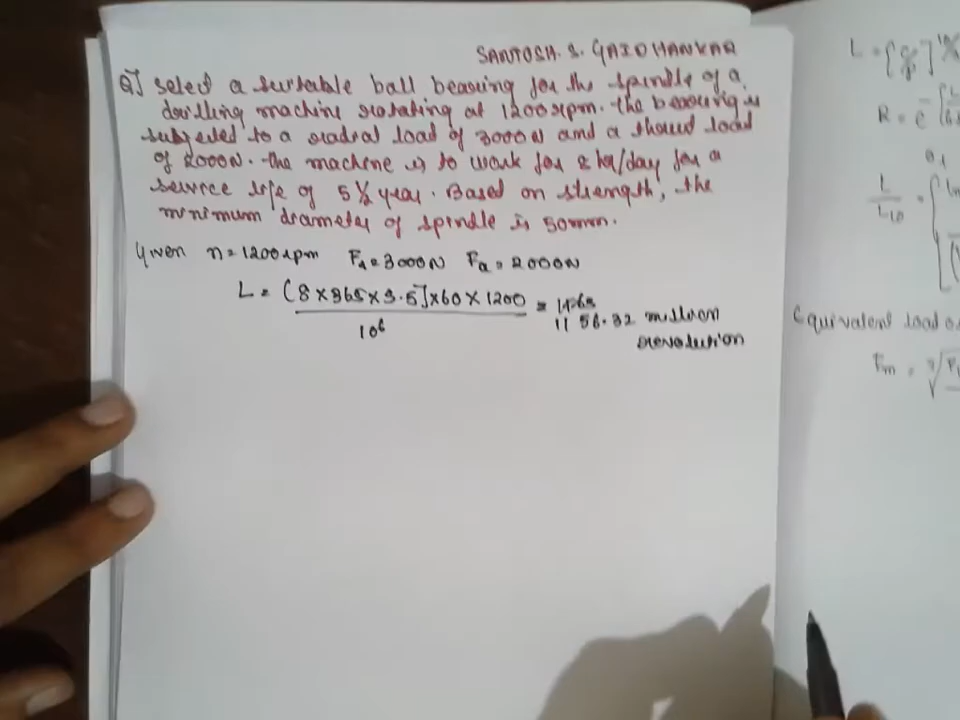 SANTOSH. S. GAIDHANKAR
Q] Select a suitable ball bearing for the spindle of a
drilling machine rotating at 1200 rpm. the bearing is
subjected to a radial load of 3000N and a thrust load
of 2000N. the machine is to work for 8 hr/day for a
service life of 5½ year. Based on strength, the
minimum diameter of spindle is 50mm.
Given n = 1200 rpm F = 3000N Fa = 2000N
L = (8 × 365 × 5.5] × 60 × 1200 =
10⁶
1156.32 million
revolution
L =
R =
L / L10 =
Equivalent load
Fm =